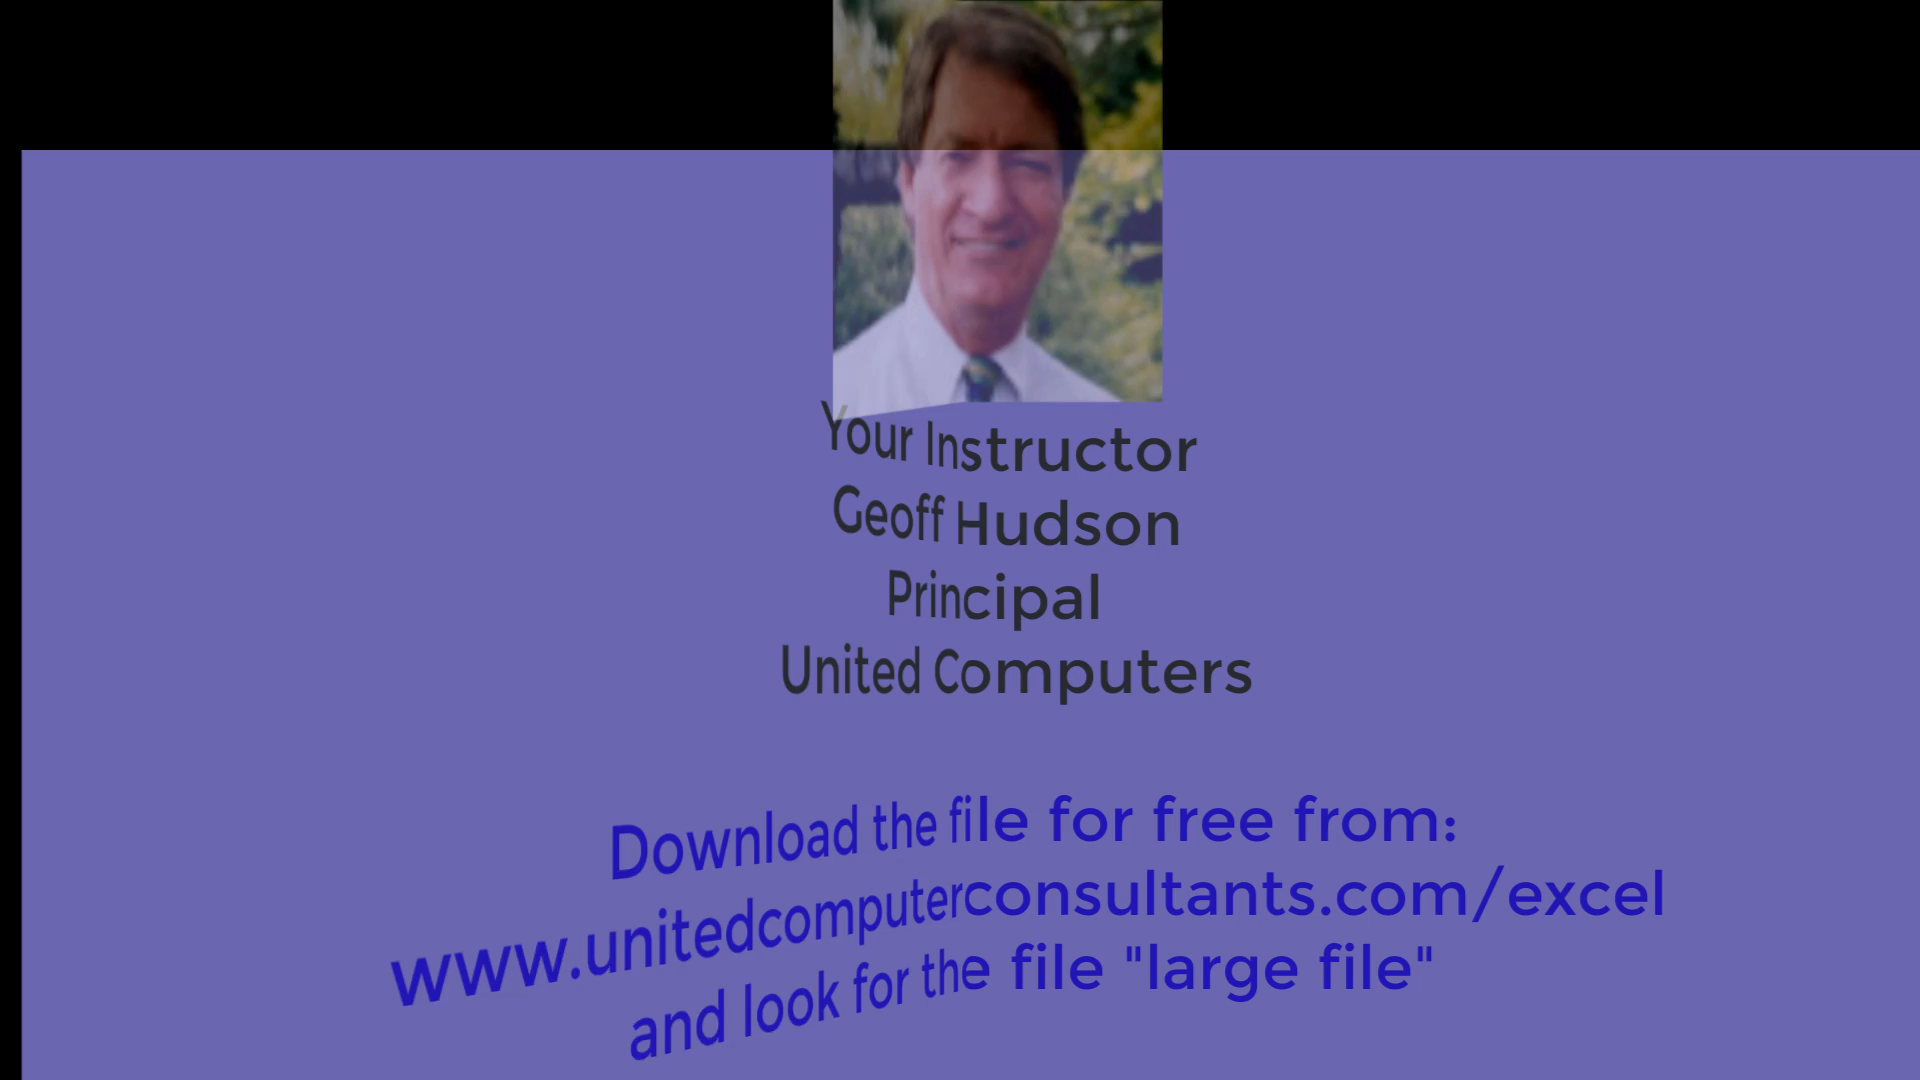 Your Instructor
Geoff Hudson
Principal
United Computers
Download the file for free from:
www.unitedcomputerconsultants.com/excel
and look for the file "large file"